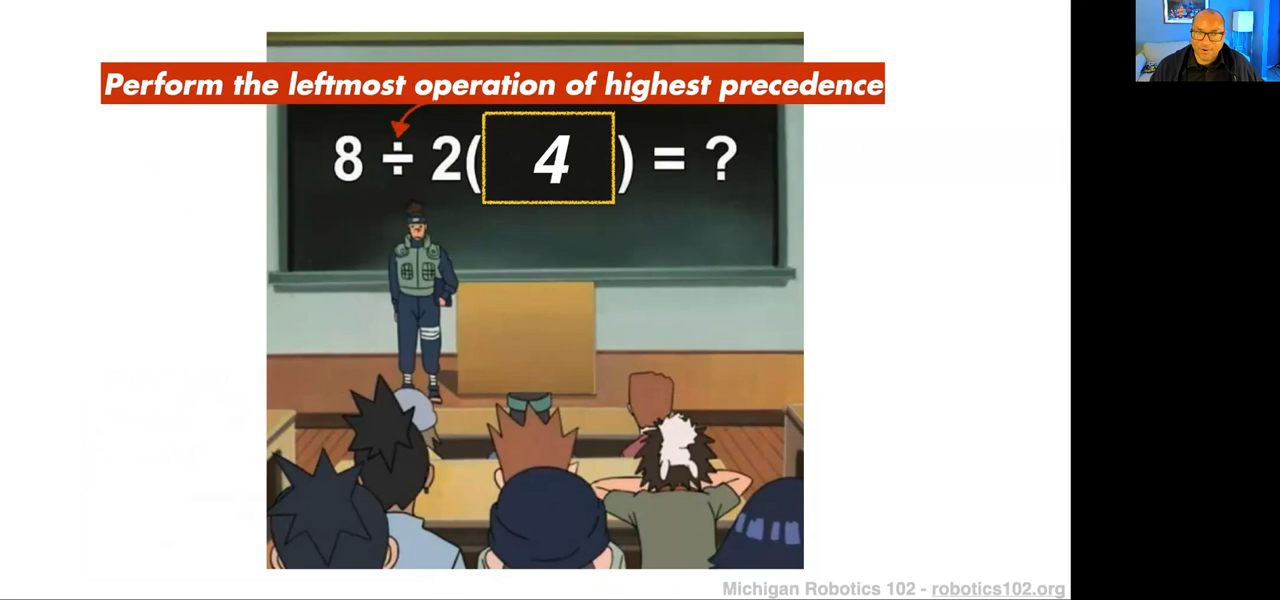 Perform the leftmost operation of highest precedence
8 ÷ 2( 4 ) = ?
Michigan Robotics 102 - robotics102.org